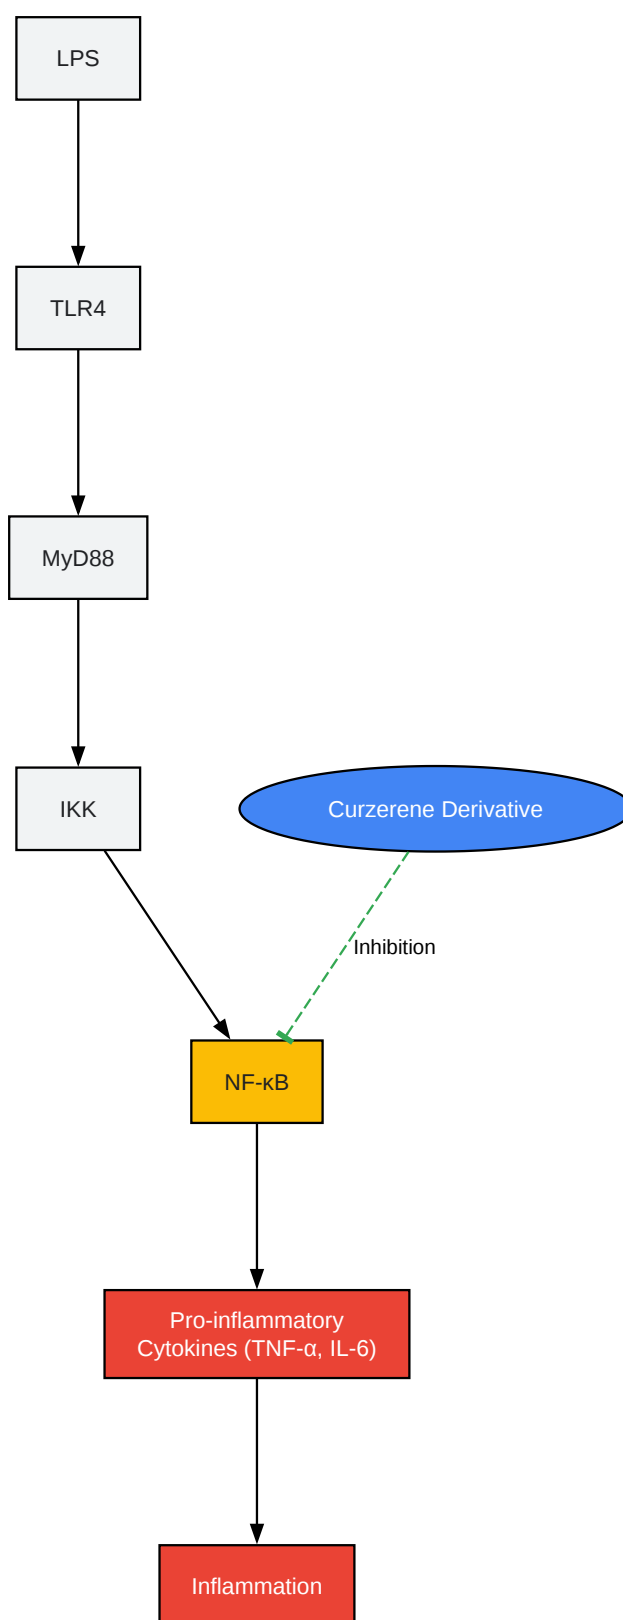 LPS
TLR4
MyD88
IKK
Curzerene Derivative
Inhibition
NF-κB
Pro-inflammatory
Cytokines (TNF-α, IL-6)
Inflammation